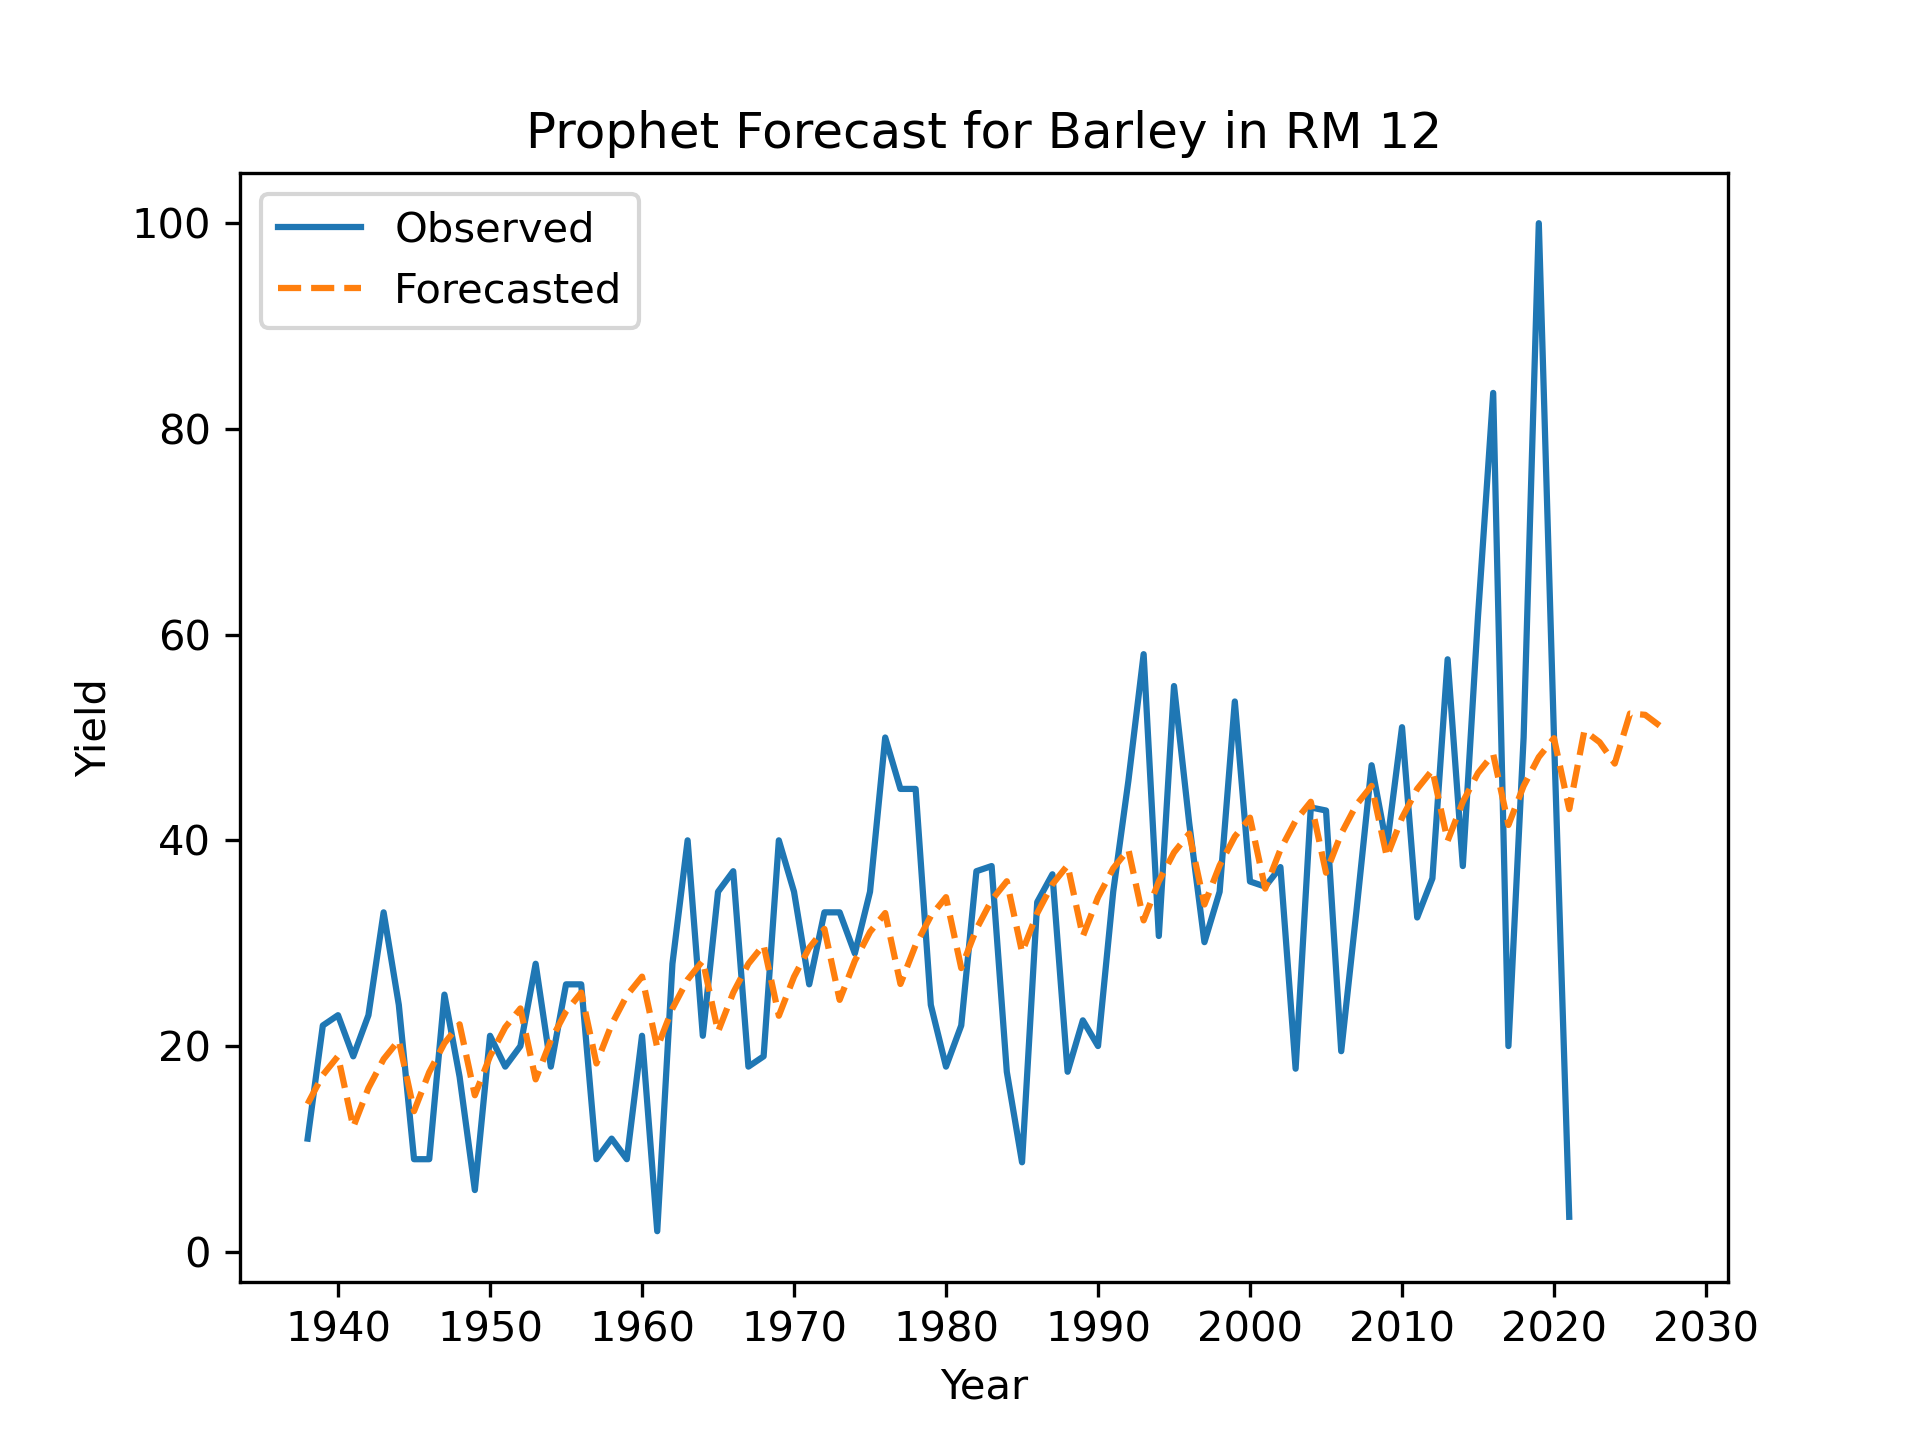 Prophet Forecast for Barley in RM 12
Observed
Forecasted
100
80
60
40
20
0
Yield
1940 1950 1960 1970 1980 1990 2000 2010 2020 2030
Year